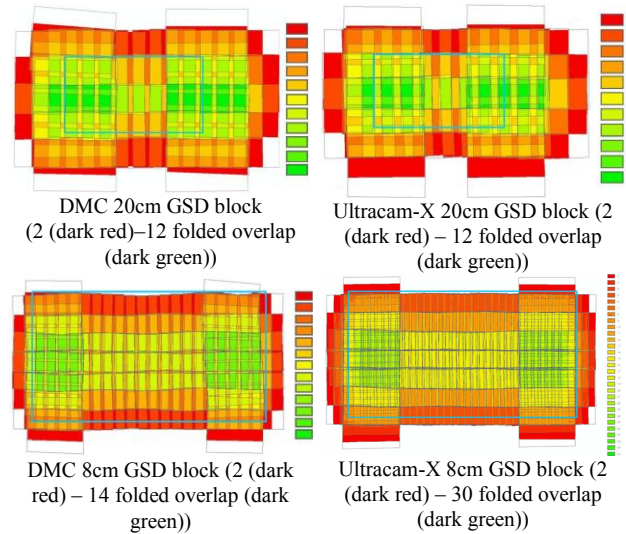 DMC 20cm GSD block
(2 (dark red)–12 folded overlap
(dark green))
Ultracam-X 20cm GSD block (2
(dark red) – 12 folded overlap
(dark green))
DMC 8cm GSD block (2 (dark
red) – 14 folded overlap (dark
green))
Ultracam-X 8cm GSD block (2
(dark red) – 30 folded overlap
(dark green))